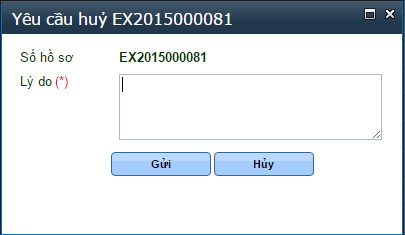 Yêu cầu huỷ EX2015000081
Số hồ sơ EX2015000081
Lý do (*)
Gửi Hủy